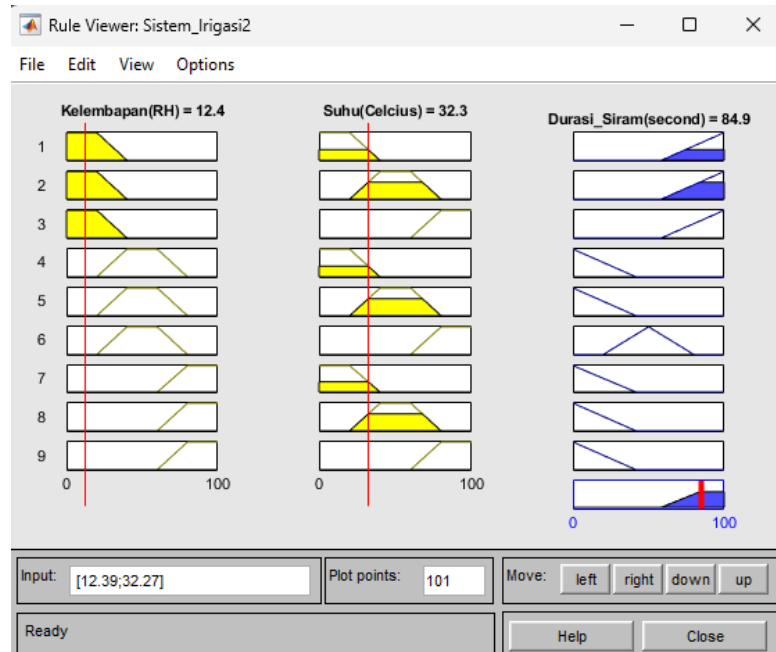 Rule Viewer: Sistem_Irigasi2
File Edit View Options
Kelembapan(RH) = 12.4 Suhu(Celcius) = 32.3 Durasi_Siram(second) = 84.9
1
2
3
4
5
6
7
8
9
0 100 0 100
0 100
Input: [12.39;32.27] Plot points: 101 Move: left right down up
Ready Help Close